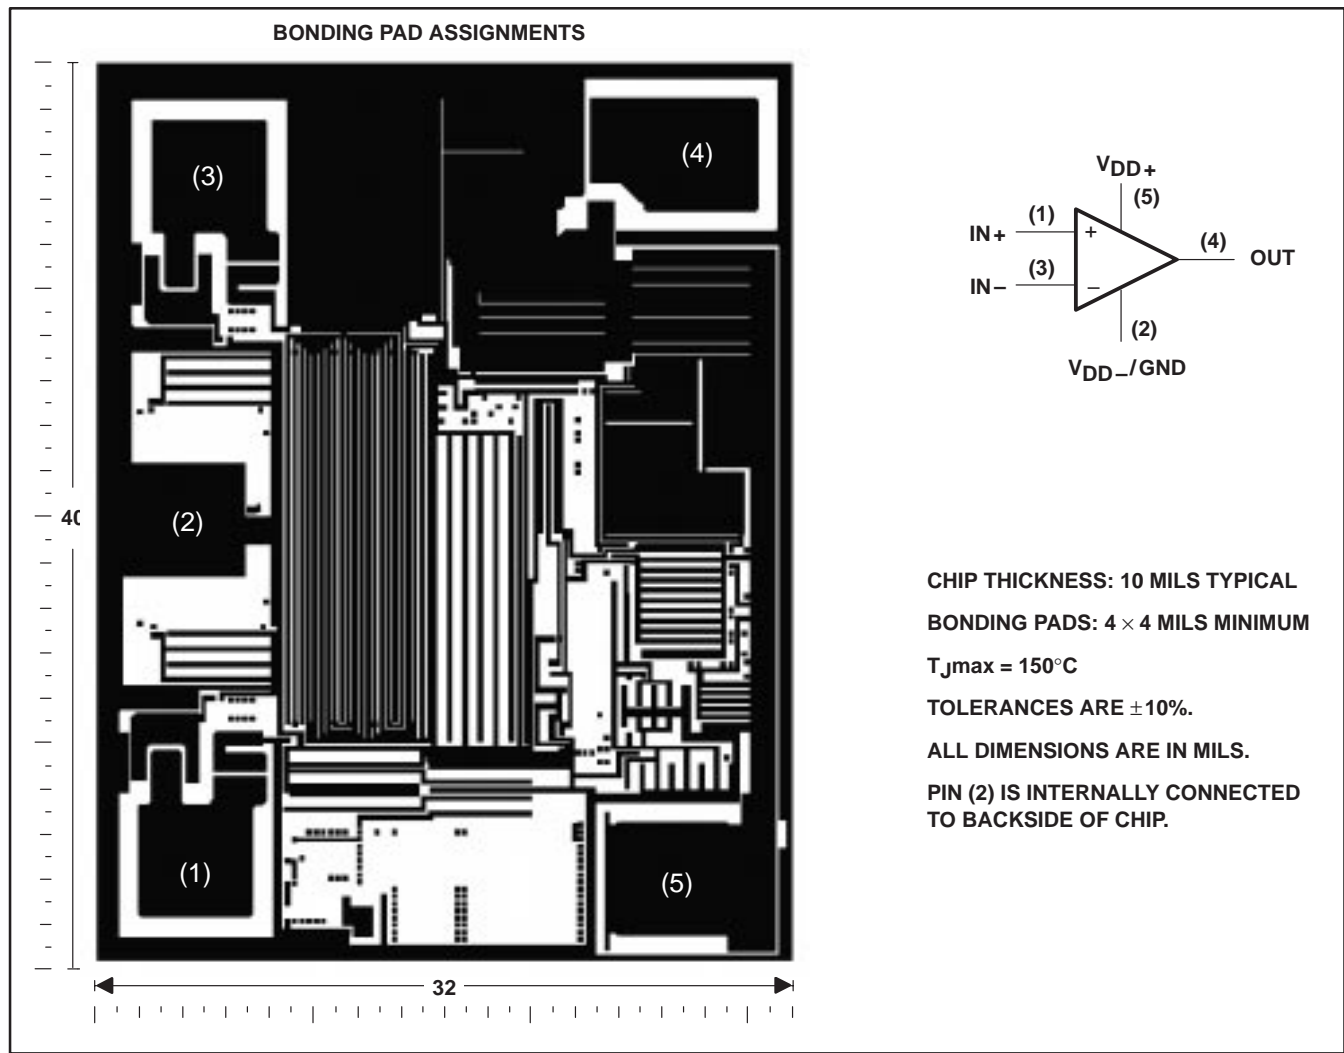 BONDING PAD ASSIGNMENTS
(3)
(4)
(2)
(1)
(5)
40
32
VDD+
(5)
IN+ (1) +
(4) OUT
IN− (3) −
(2)
VDD−/GND
CHIP THICKNESS: 10 MILS TYPICAL
BONDING PADS: 4 × 4 MILS MINIMUM
TJmax = 150°C
TOLERANCES ARE ±10%.
ALL DIMENSIONS ARE IN MILS.
PIN (2) IS INTERNALLY CONNECTED
TO BACKSIDE OF CHIP.